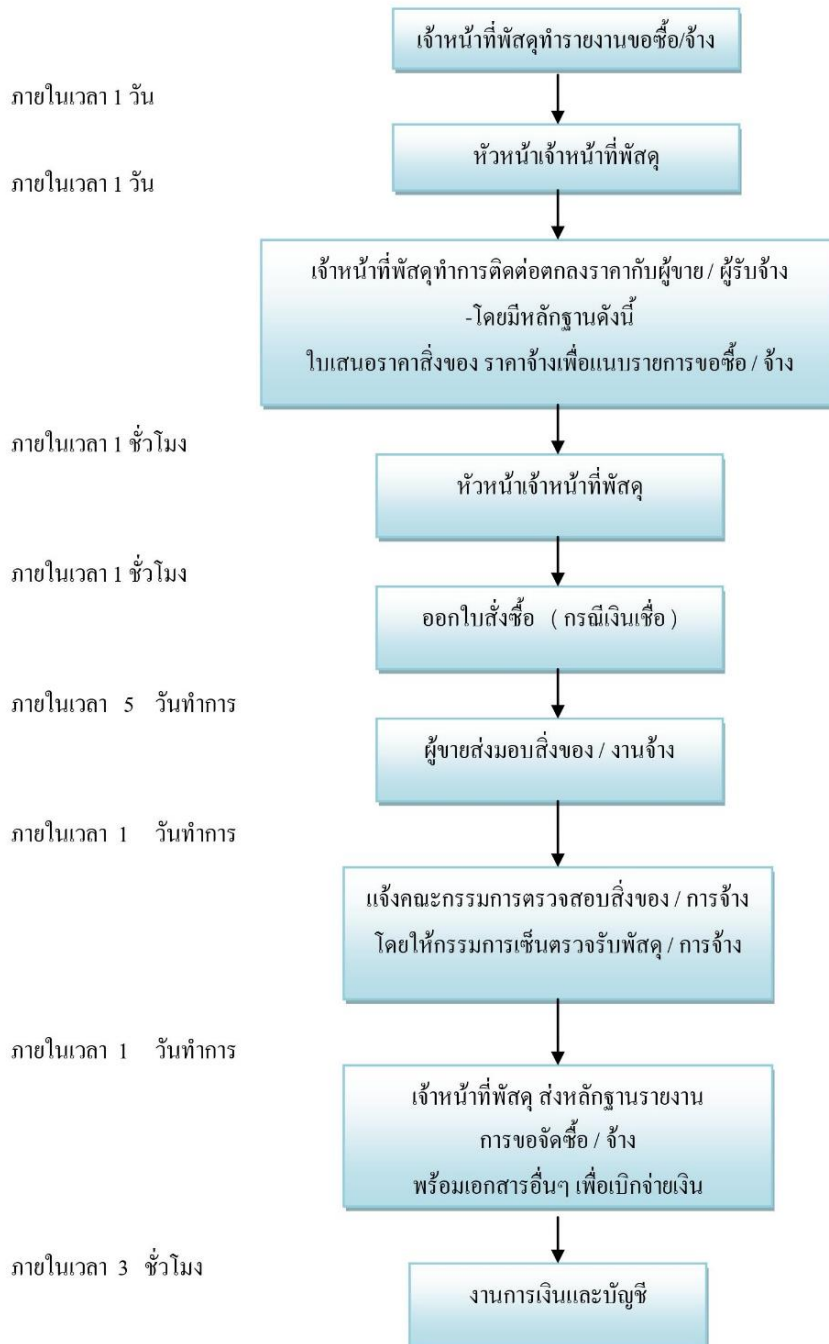 เจ้าหน้าที่พัสดุทำรายงานขอซื้อ/จ้าง
ภายในเวลา 1 วัน
หัวหน้าเจ้าหน้าที่พัสดุ
ภายในเวลา 1 วัน
เจ้าหน้าที่พัสดุทำการติดต่อตกลงราคากับผู้ขาย / ผู้รับจ้าง
-โดยมีหลักฐานดังนี้
ใบเสนอราคาสิ่งของ ราคาจ้างเพื่อแนบรายการขอซื้อ / จ้าง
ภายในเวลา 1 ชั่วโมง
หัวหน้าเจ้าหน้าที่พัสดุ
ภายในเวลา 1 ชั่วโมง
ออกใบสั่งซื้อ ( กรณีเงินเชื่อ )
ภายในเวลา 5 วันทำการ
ผู้ขายส่งมอบสิ่งของ / งานจ้าง
ภายในเวลา 1 วันทำการ
แจ้งคณะกรรมการตรวจสอบสิ่งของ / การจ้าง
โดยให้กรรมการเซ็นตรวจรับพัสดุ / การจ้าง
ภายในเวลา 1 วันทำการ
เจ้าหน้าที่พัสดุ ส่งหลักฐานรายงาน
การขอจัดซื้อ / จ้าง
พร้อมเอกสารอื่นๆ เพื่อเบิกจ่ายเงิน
ภายในเวลา 3 ชั่วโมง
งานการเงินและบัญชี